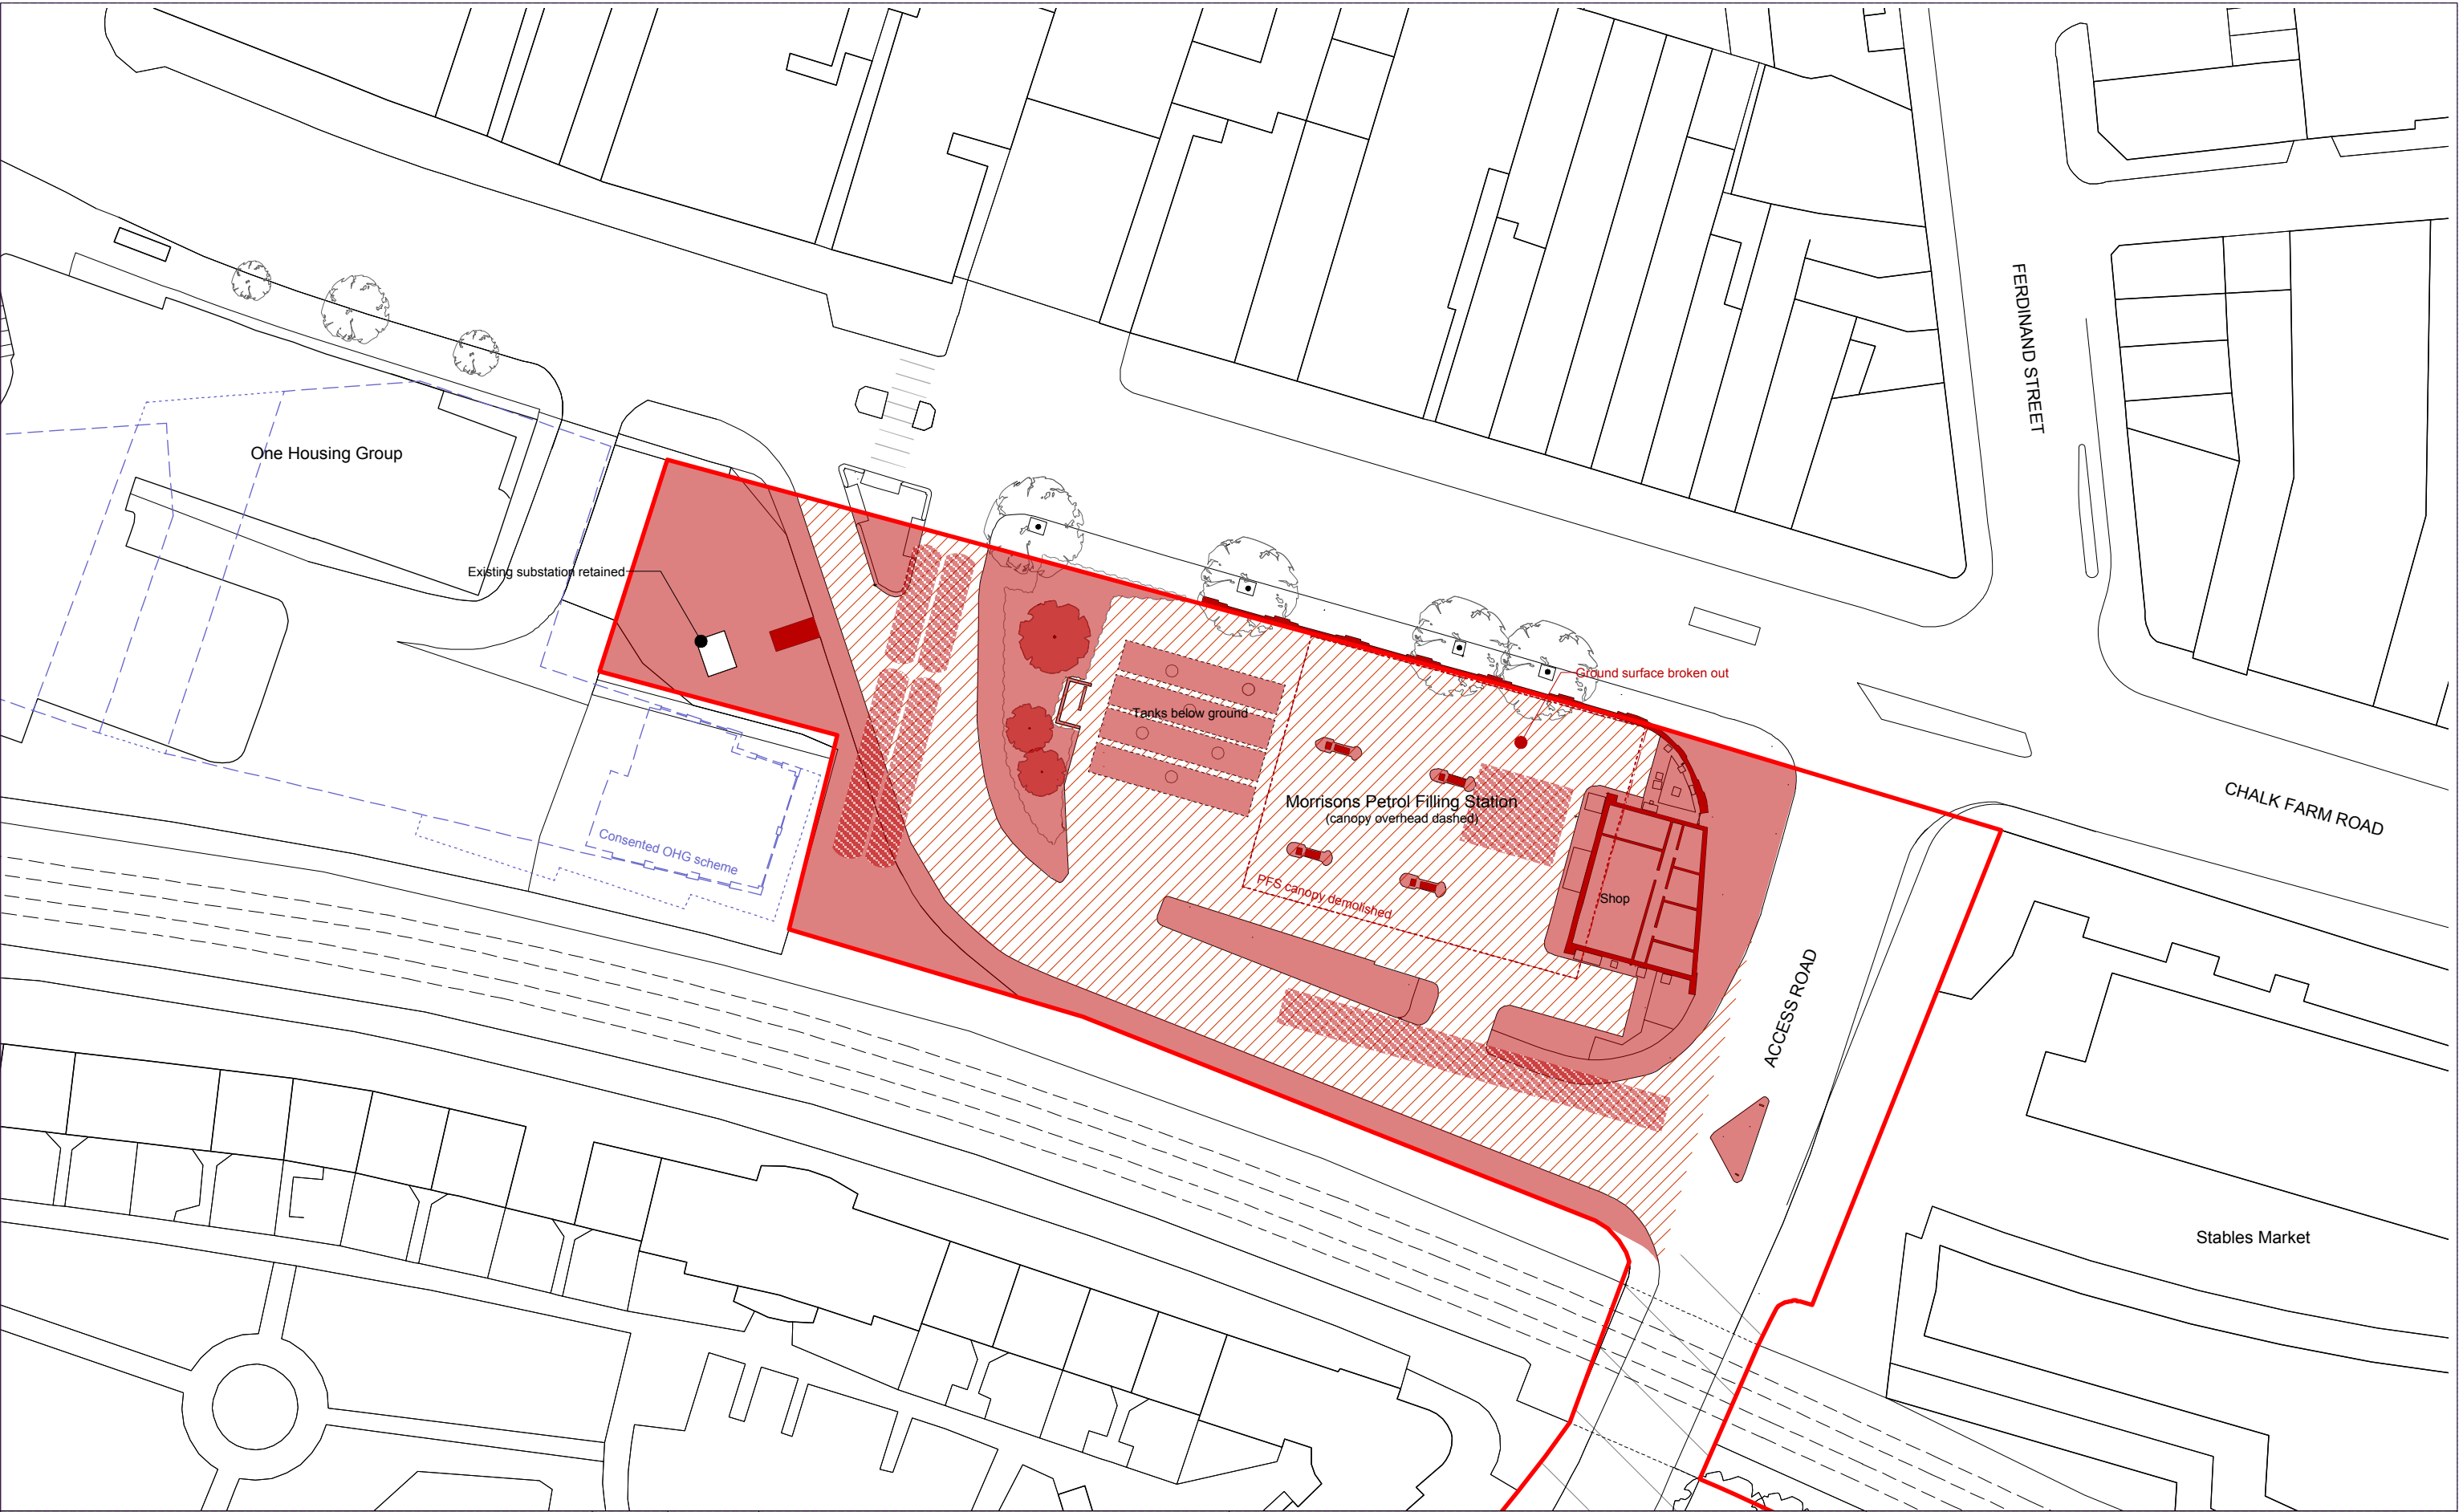 FERDINAND STREET
One Housing Group
Existing substation retained
Ground surface broken out
Tanks below ground
Morrisons Petrol Filling Station
(canopy overhead dashed)
CHALK FARM ROAD
Consented OHG scheme
PFS canopy demolished
Shop
ACCESS ROAD
Stables Market